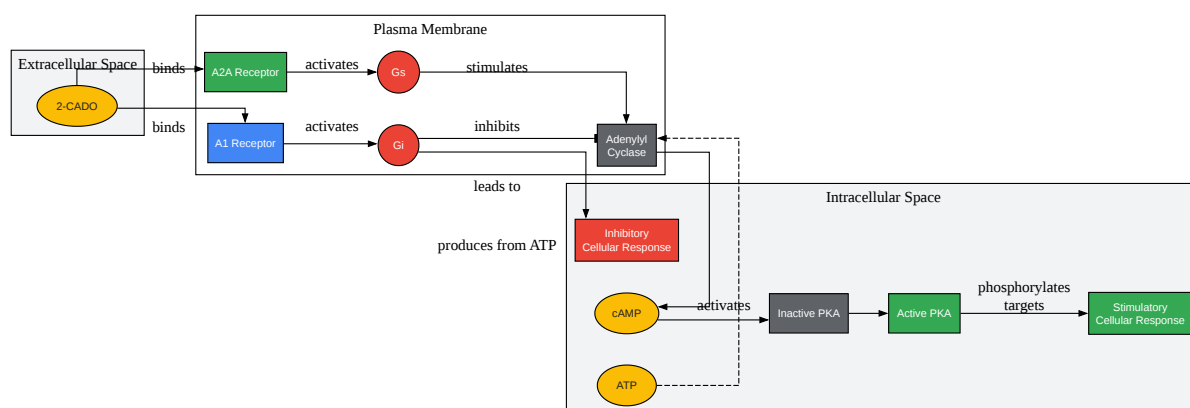 Plasma Membrane
Extracellular Space
binds
A2A Receptor
activates
Gs
stimulates
2-CADO
binds
A1 Receptor
activates
Gi
inhibits
Adenylyl
Cyclase
leads to
Intracellular Space
Inhibitory
Cellular Response
produces from ATP
cAMP
activates
Inactive PKA
Active PKA
phosphorylates
targets
Stimulatory
Cellular Response
ATP